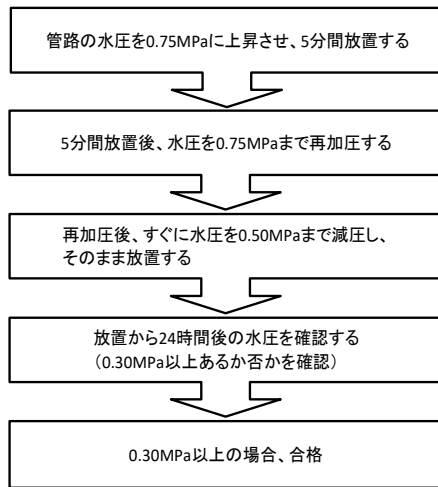 管路の水圧を0.75MPaに上昇させ、5分間放置する
5分間放置後、水圧を0.75MPaまで再加圧する
再加圧後、すぐに水圧を0.50MPaまで減圧し、
そのまま放置する
放置から24時間後の水圧を確認する
（0.30MPa以上あるか否かを確認）
0.30MPa以上の場合、合格